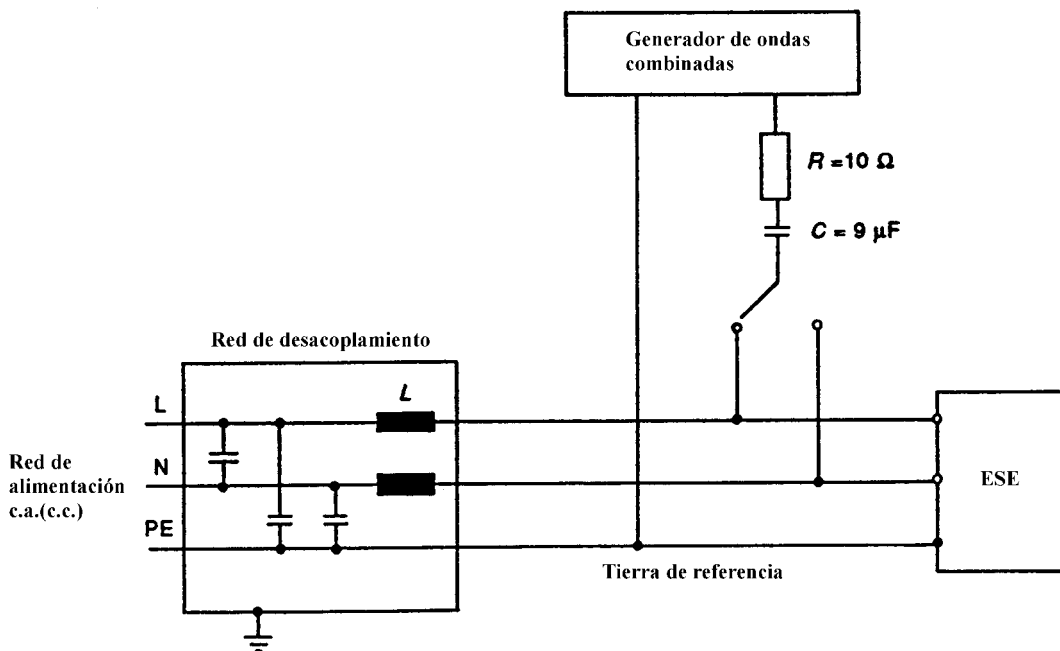 Generador de ondas
combinadas
R = 10 Ω
C = 9 µF
Red de desacoplamiento
L
L
N
PE
Red de
alimentación
c.a.(c.c.)
ESE
Tierra de referencia